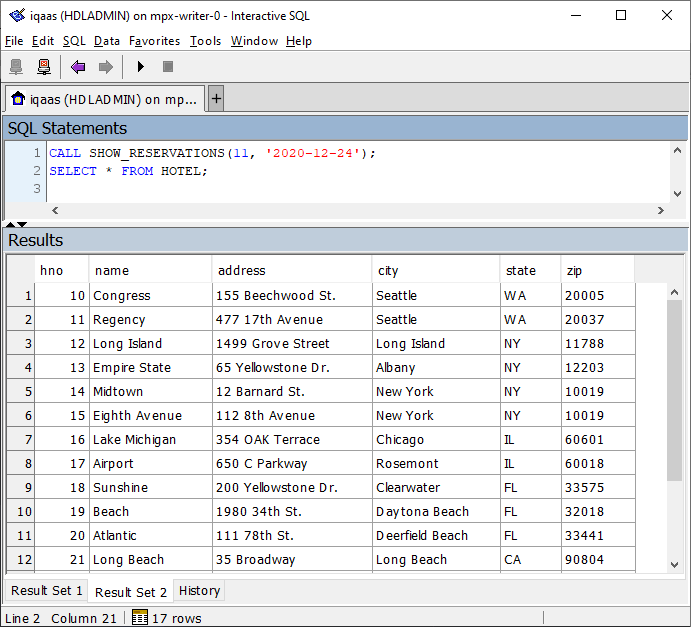 iqaas (HDLADMIN) on mpx-writer-0 - Interactive SQL
File Edit SQL Data Favorites Tools Window Help
iqaas (HDLADMIN) on mp... +
SQL Statements
1 CALL SHOW_RESERVATIONS(11, '2020-12-24');
2 SELECT * FROM HOTEL;
3
Results
hno name address city state zip
1 10 Congress 155 Beechwood St. Seattle WA 20005
2 11 Regency 477 17th Avenue Seattle WA 20037
3 12 Long Island 1499 Grove Street Long Island NY 11788
4 13 Empire State 65 Yellowstone Dr. Albany NY 12203
5 14 Midtown 12 Barnard St. New York NY 10019
6 15 Eighth Avenue 112 8th Avenue New York NY 10019
7 16 Lake Michigan 354 OAK Terrace Chicago IL 60601
8 17 Airport 650 C Parkway Rosemont IL 60018
9 18 Sunshine 200 Yellowstone Dr. Clearwater FL 33575
10 19 Beach 1980 34th St. Daytona Beach FL 32018
11 20 Atlantic 111 78th St. Deerfield Beach FL 33441
12 21 Long Beach 35 Broadway Long Beach CA 90804
Result Set 1 Result Set 2 History
Line 2 Column 21 17 rows